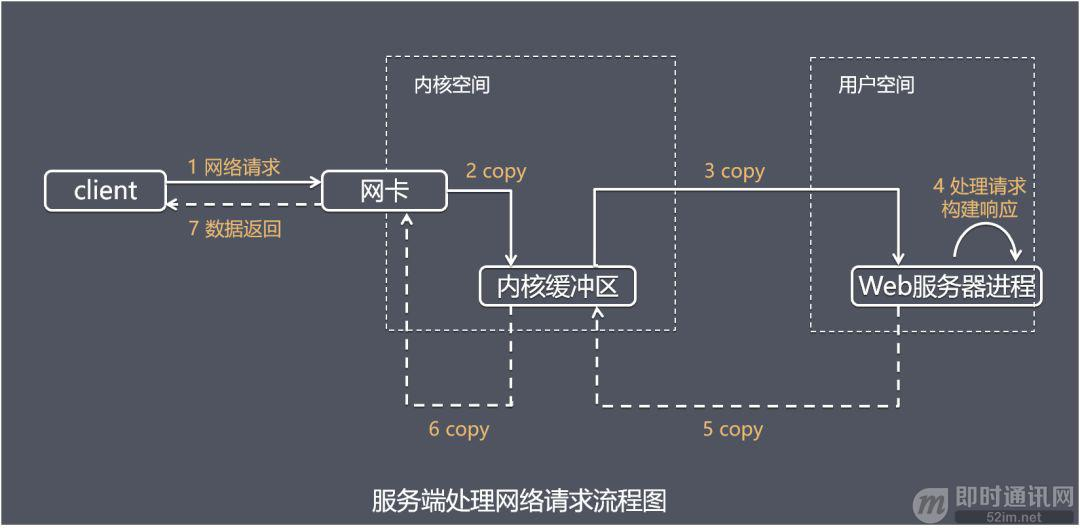 内核空间
用户空间
1 网络请求
2 copy
3 copy
4 处理请求
构建响应
client
网卡
7 数据返回
内核缓冲区
Web服务器进程
6 copy
5 copy
服务端处理网络请求流程图
m 即时通讯网
52im.net